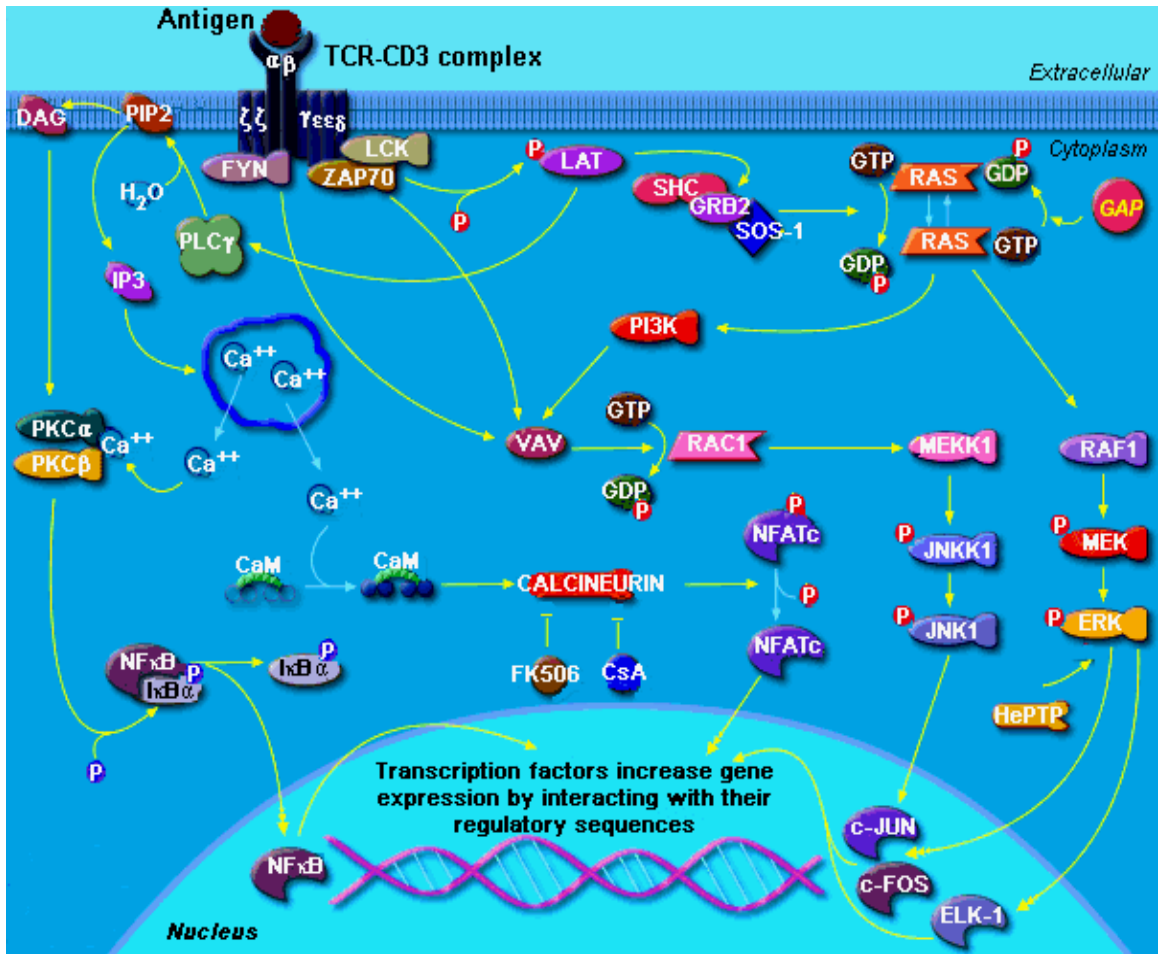 Antigen
αβ
TCR-CD3 complex
Extracellular
DAG
PIP2
ζζ
γεεδ
Cytoplasm
FYN
LCK
ZAP70
H₂O
P
LAT
P
SHC
GRB2
SOS-1
GTP
RAS
P
GDP
GAP
RAS
GTP
GDP
P
PLCγ
IP3
PI3K
Ca⁺⁺
Ca⁺⁺
PKCα
PKCβ
Ca⁺⁺
Ca⁺⁺
Ca⁺⁺
VAV
GTP
GDP
P
RAC1
MEKK1
RAF1
P
NFATc
P
JNKK1
P
MEK
CaM
CaM
CALCINEURIN
P
NFATc
P
JNK1
P
ERK
FK506
CsA
HePTP
NFκB
P
IκBα
P
IκBα
P
Transcription factors increase gene
expression by interacting with their
regulatory sequences
NFκB
c-JUN
c-FOS
ELK-1
Nucleus